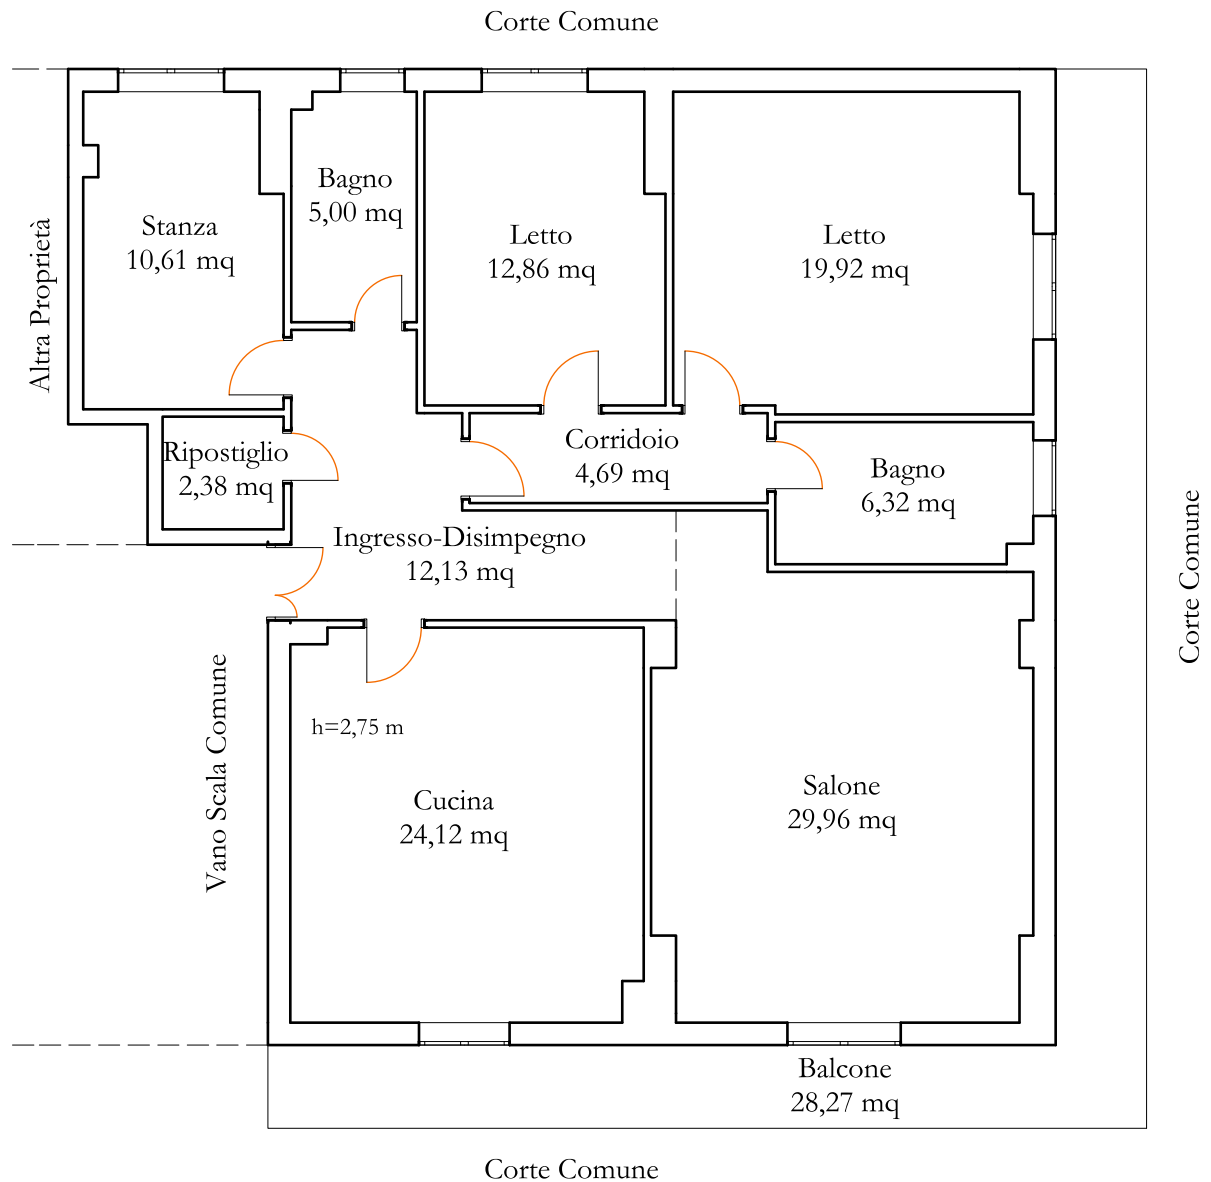 Corte Comune
Altra Proprietà
Stanza
10,61 mq
Bagno
5,00 mq
Letto
12,86 mq
Letto
19,92 mq
Ripostiglio
2,38 mq
Corridoio
4,69 mq
Bagno
6,32 mq
Ingresso-Disimpegno
12,13 mq
Corte Comune
Vano Scala Comune
h=2,75 m
Cucina
24,12 mq
Salone
29,96 mq
Balcone
28,27 mq
Corte Comune